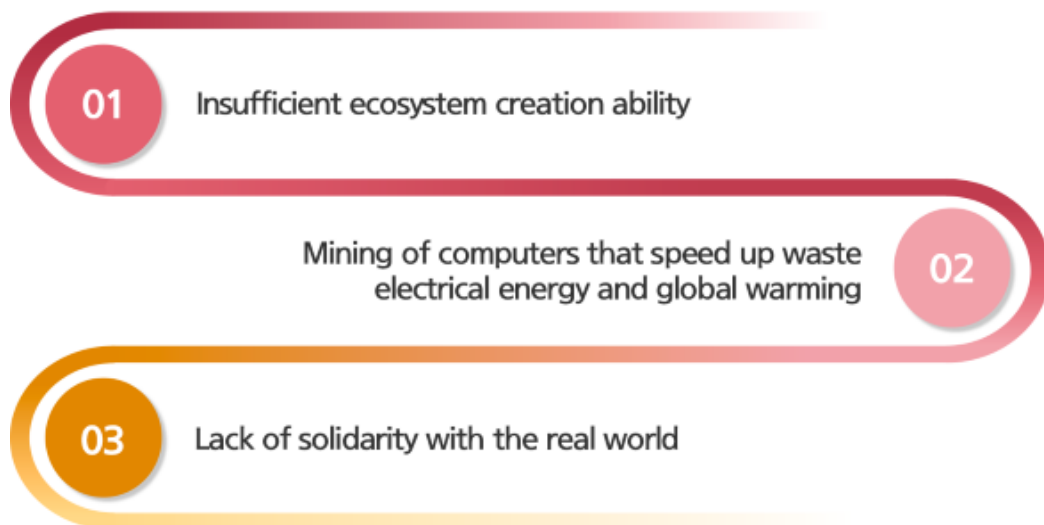 01
Insufficient ecosystem creation ability
Mining of computers that speed up waste
electrical energy and global warming
02
03
Lack of solidarity with the real world